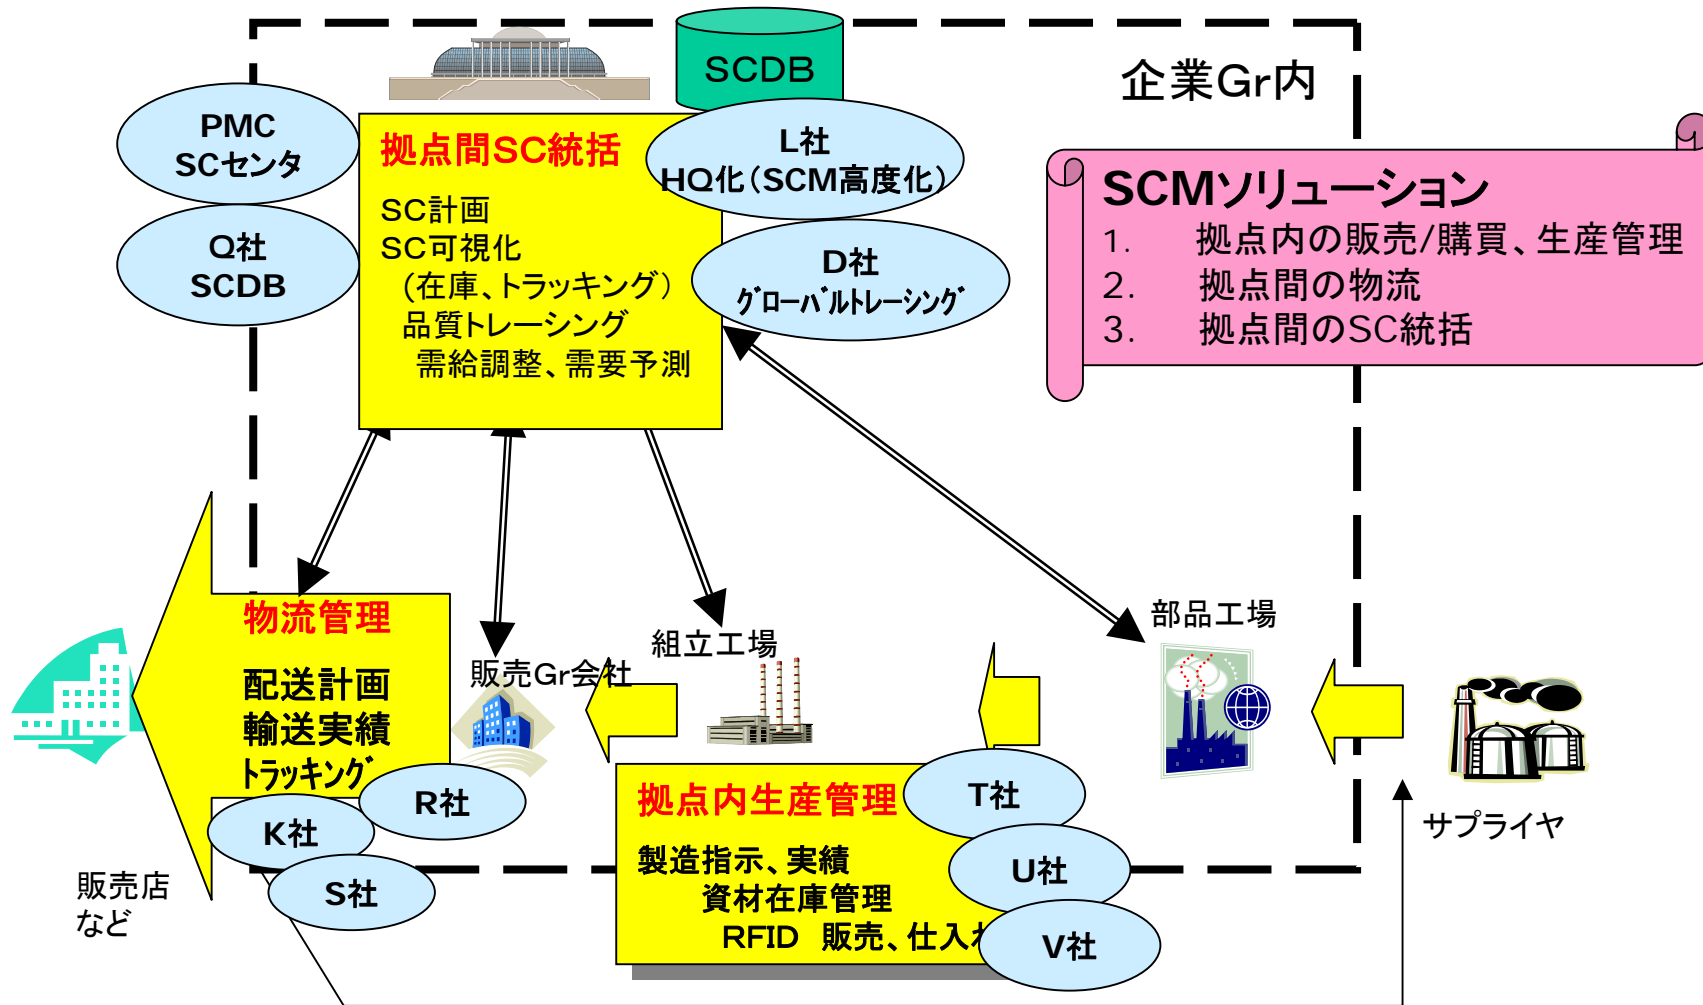 SCDB
企業Gr内
PMC
SCセンタ
Q社
SCDB
拠点間SC統括
SC計画
SC可視化
(在庫、トラッキング)
品質トレーシング
需給調整、需要予測
L社
HQ化(SCM高度化)
D社
グローバルトレーシング
SCMソリューション
1. 拠点内の販売/購買、生産管理
2. 拠点間の物流
3. 拠点間のSC統括
物流管理
配送計画
輸送実績
トラッキング
販売Gr会社
組立工場
部品工場
サプライヤ
R社
K社
S社
販売店
など
拠点内生産管理
製造指示、実績
資材在庫管理
RFID 販売、仕入れ
T社
U社
V社